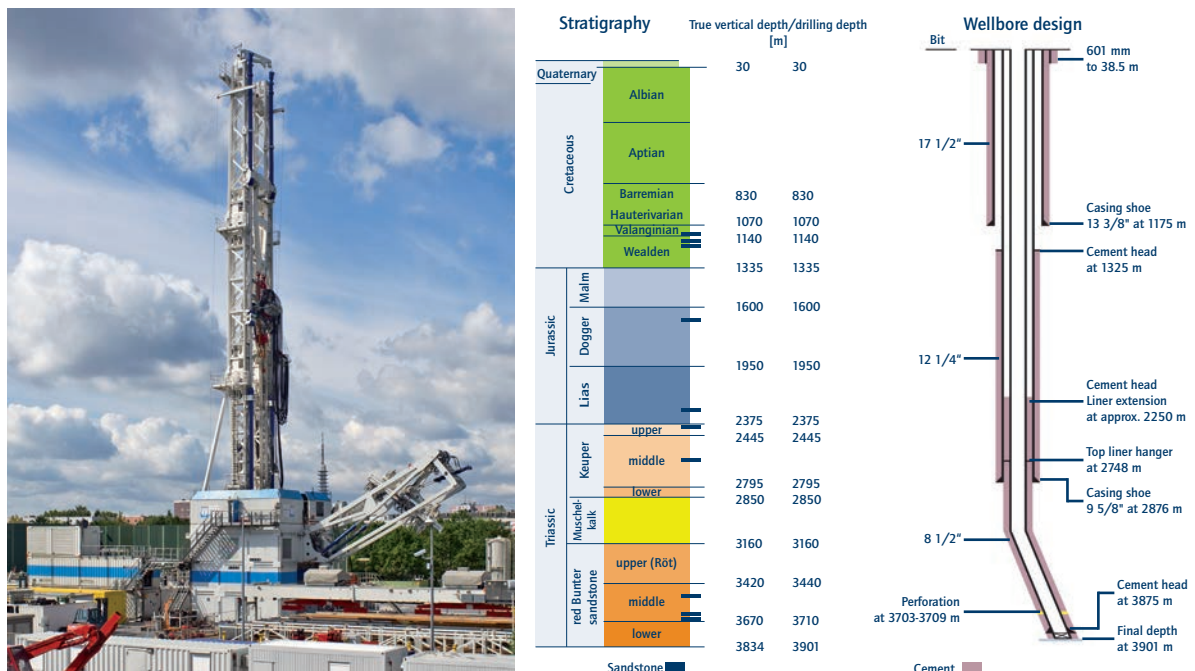 Stratigraphy
True vertical depth/drilling depth
[m]
Quaternary
Cretaceous
Albian
Aptian
Barremian
Hauterivarian
Valanginian
Wealden
Jurassic
Malm
Dogger
Lias
Triassic
Keuper
upper
middle
lower
Muschel-
kalk
red Bunter
sandstone
upper (Röt)
middle
lower
30 30
830 830
1070 1070
1140 1140
1335 1335
1600 1600
1950 1950
2375 2375
2445 2445
2795 2795
2850 2850
3160 3160
3420 3440
3670 3710
3834 3901
Sandstone
Wellbore design
Bit
17 1/2“
12 1/4“
8 1/2“
Perforation
at 3703-3709 m
601 mm
to 38.5 m
Casing shoe
13 3/8" at 1175 m
Cement head
at 1325 m
Cement head
Liner extension
at approx. 2250 m
Top liner hanger
at 2748 m
Casing shoe
9 5/8" at 2876 m
Cement head
at 3875 m
Final depth
at 3901 m
Cement